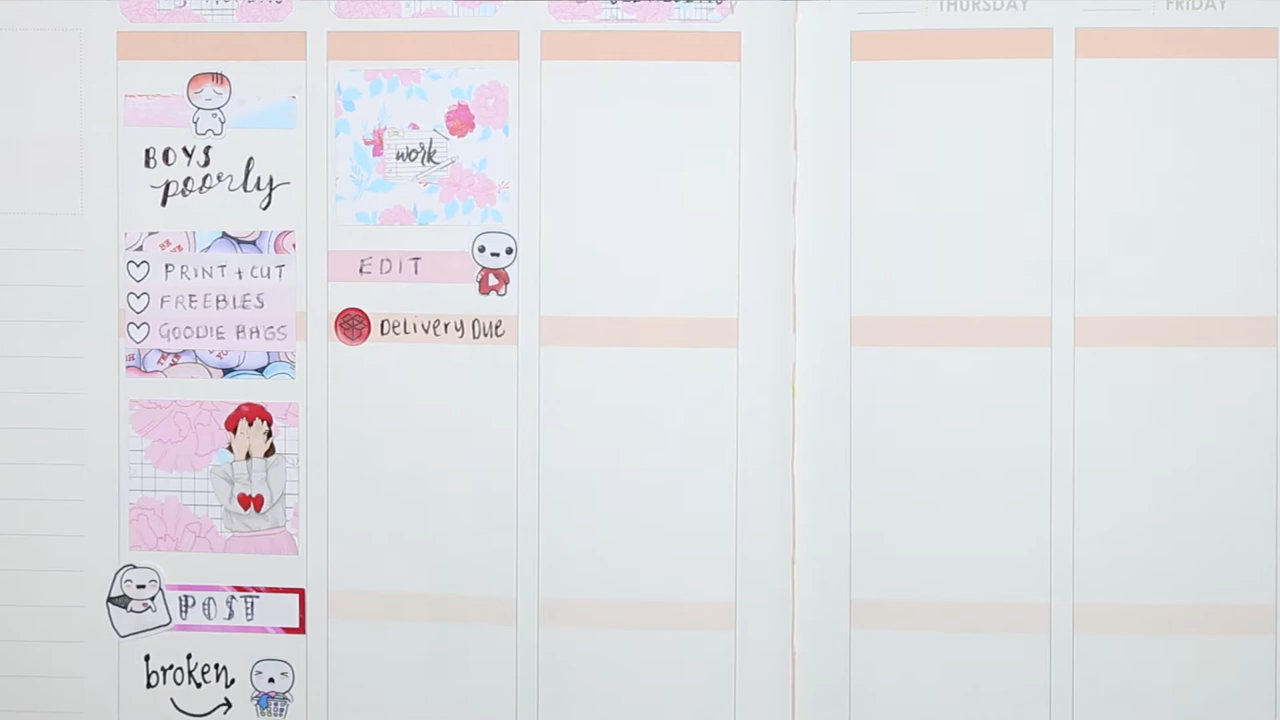 THURSDAY
FRIDAY
BOYS
poorly
work
PRINT + CUT
FREEBIES
GOODIE BAGS
EDIT
DELIVERY DUE
POST
broken